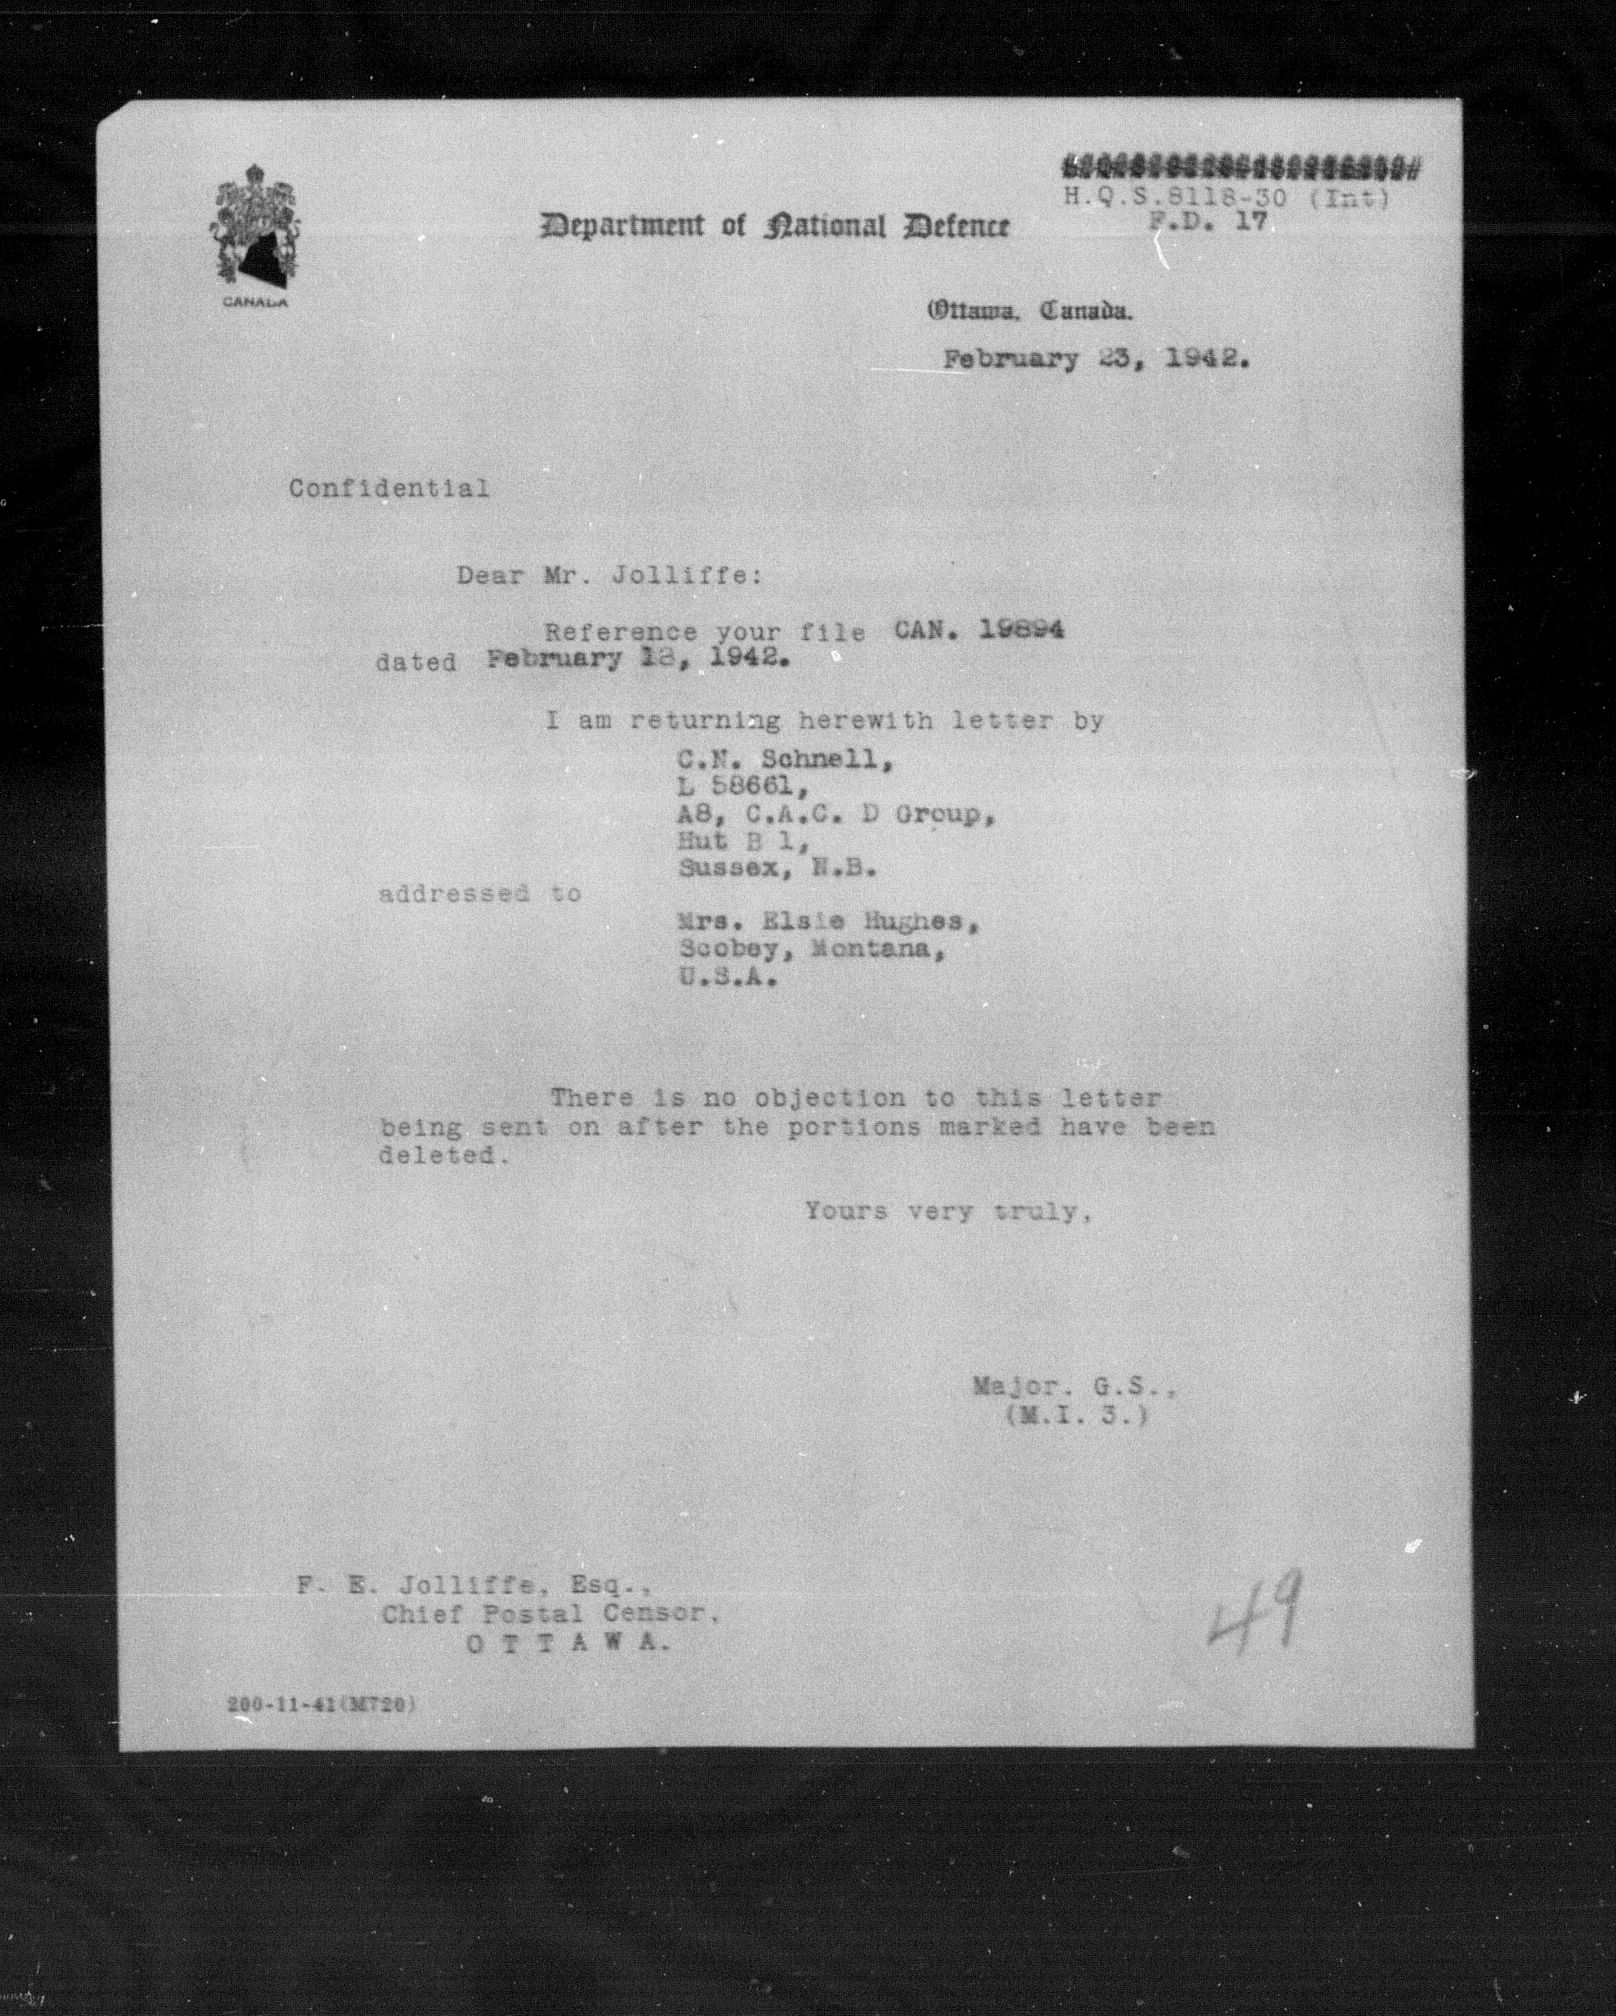 H.Q.S.8118-30 (Int)
Department of National Defence
F.D. 17
CANADA
Ottawa, Canada.
February 23, 1942.
Confidential
Dear Mr. Jolliffe:
Reference your file CAN. 19894
dated February 13, 1942.
I am returning herewith letter by
C.N. Schnell,
L 58661,
A8, C.A.C. D Group,
Hut B 1,
Sussex, N.B.
addressed to
Mrs. Elsie Hughes,
Scobey, Montana,
U.S.A.
There is no objection to this letter
being sent on after the portions marked have been
deleted.
Yours very truly,
Major. G.S.,
(M.I. 3.)
F. E. Jolliffe, Esq.,
Chief Postal Censor,
O T T A W A.
49
200-11-41(M720)